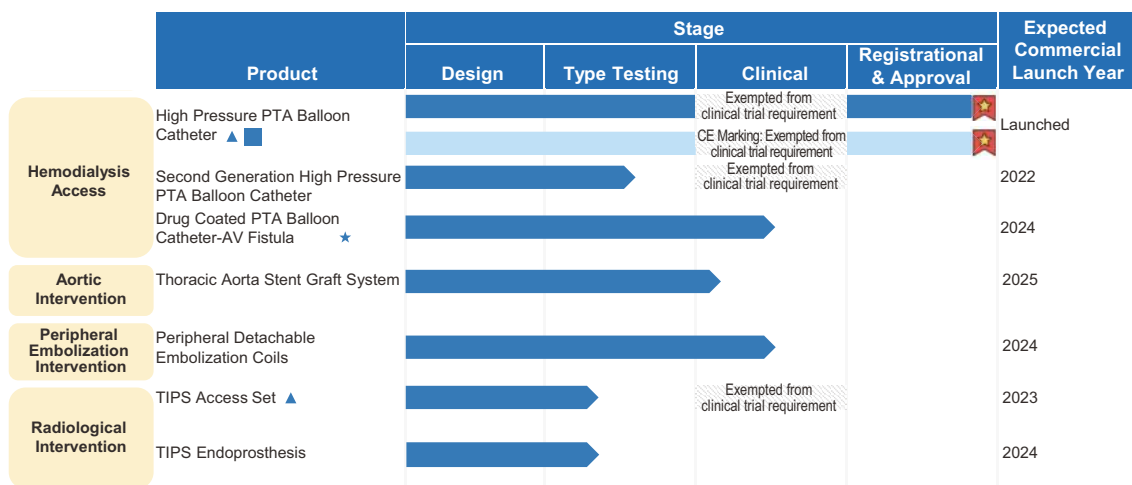 Product
Stage
Expected
Commercial
Launch Year
Design
Type Testing
Clinical
Registrational
& Approval
Hemodialysis
Access
High Pressure PTA Balloon
Catheter ▲ ■
Exempted from
clinical trial requirement
CE Marking: Exempted from
clinical trial requirement
Launched
Second Generation High Pressure
PTA Balloon Catheter
Exempted from
clinical trial requirement
2022
Drug Coated PTA Balloon
Catheter-AV Fistula ★
2024
Aortic
Intervention
Thoracic Aorta Stent Graft System
2025
Peripheral
Embolization
Intervention
Peripheral Detachable
Embolization Coils
2024
Radiological
Intervention
TIPS Access Set ▲
Exempted from
clinical trial requirement
2023
TIPS Endoprosthesis
2024